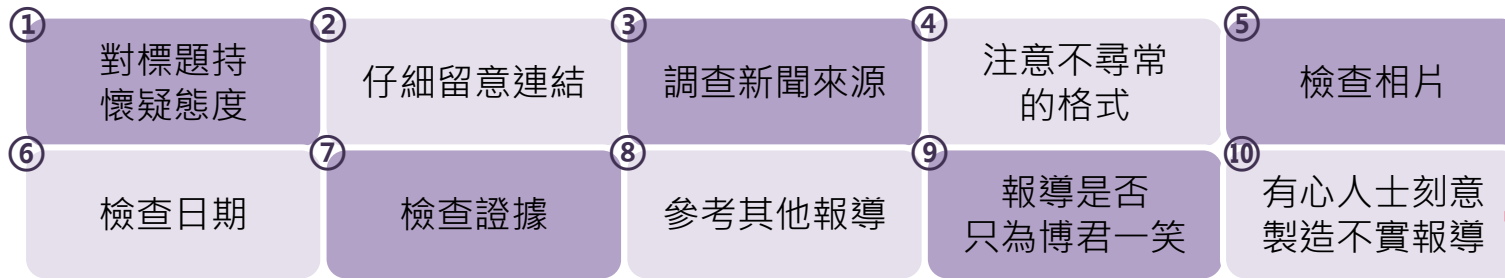 ①
對標題持
懷疑態度
②
仔細留意連結
③
調查新聞來源
④
注意不尋常
的格式
⑤
檢查相片
⑥
檢查日期
⑦
檢查證據
⑧
參考其他報導
⑨
報導是否
只為博君一笑
⑩
有心人士刻意
製造不實報導